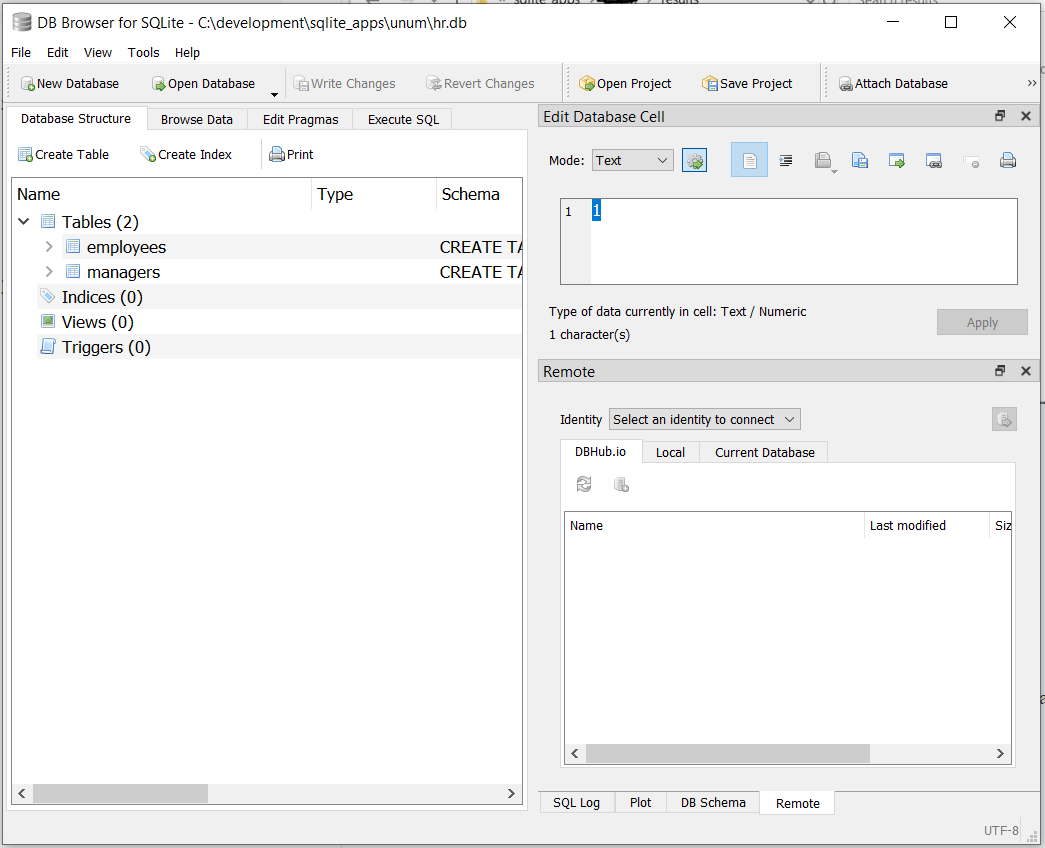 DB Browser for SQLite - C:\development\sqlite_apps\unum\hr.db
File Edit View Tools Help
New Database Open Database Write Changes Revert Changes Open Project Save Project Attach Database »
Database Structure Browse Data Edit Pragmas Execute SQL
Create Table Create Index Print
Name Type Schema
Tables (2)
employees CREATE TA
managers CREATE TA
Indices (0)
Views (0)
Triggers (0)
Edit Database Cell
Mode: Text
1 1
Type of data currently in cell: Text / Numeric
1 character(s)
Apply
Remote
Identity Select an identity to connect
DBHub.io Local Current Database
Name Last modified Siz
SQL Log Plot DB Schema Remote
UTF-8